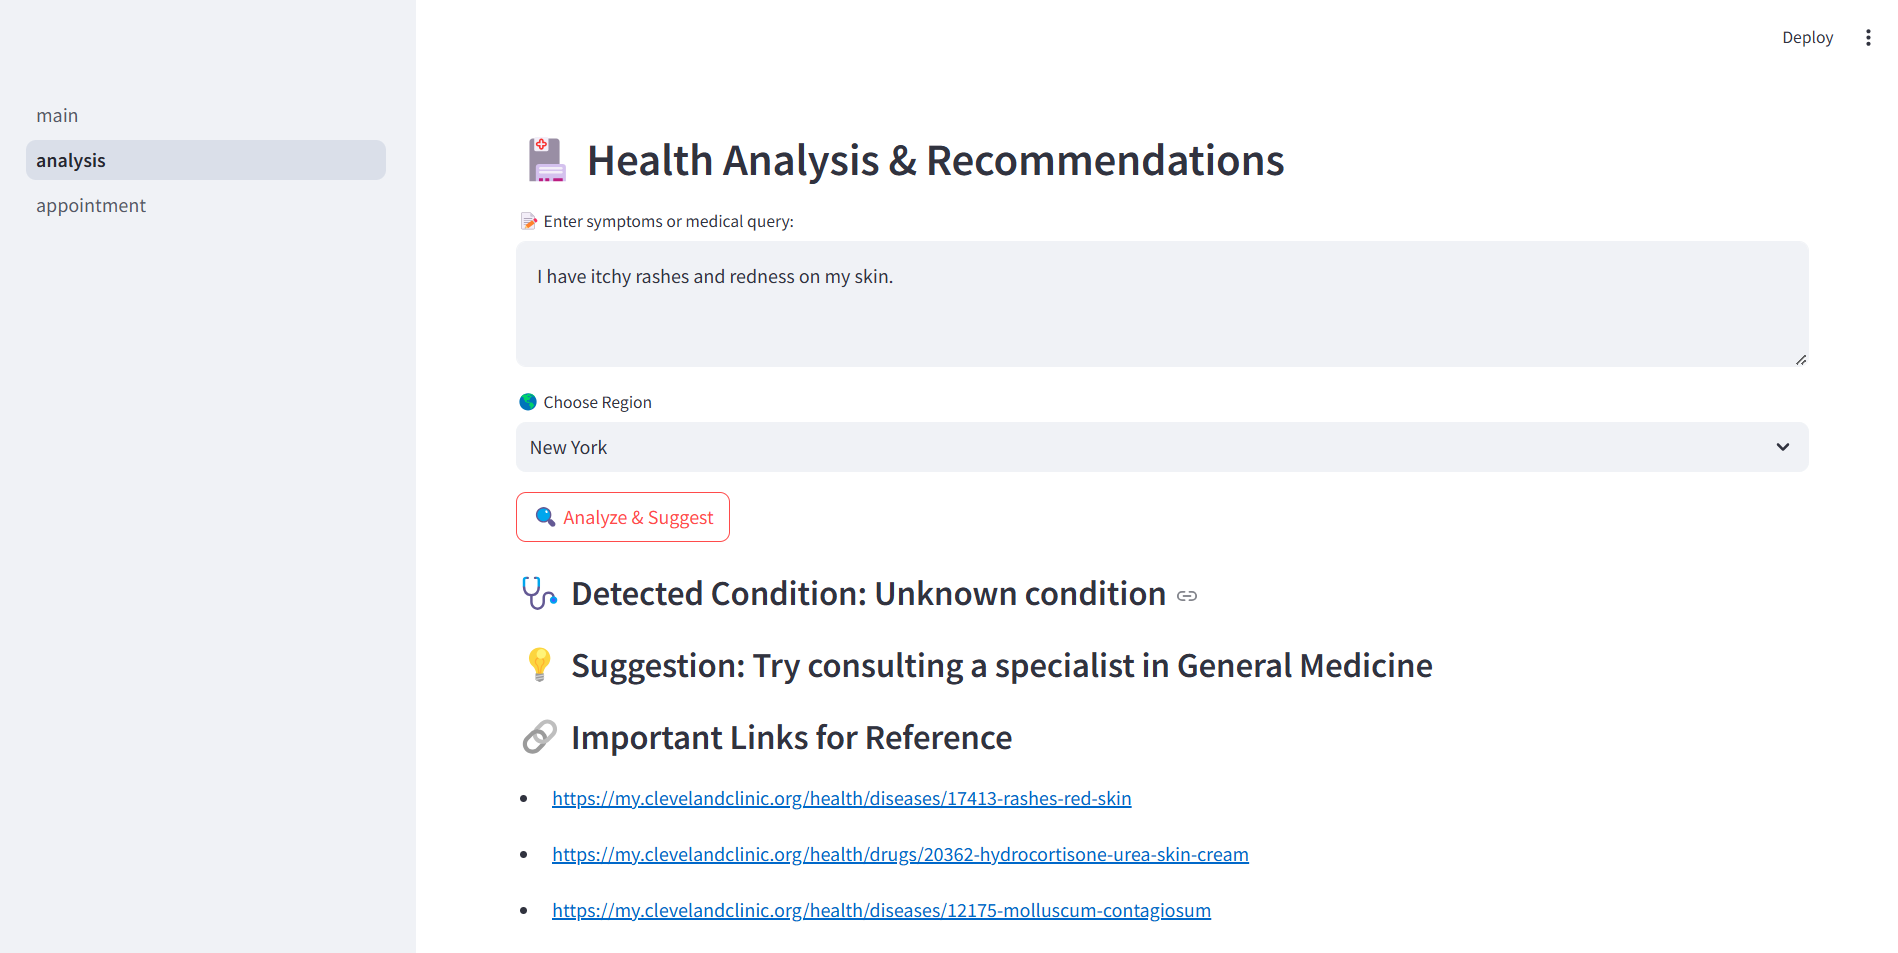 Deploy
main
analysis
appointment
Health Analysis & Recommendations
Enter symptoms or medical query:
I have itchy rashes and redness on my skin.
Choose Region
New York
Analyze & Suggest
Detected Condition: Unknown condition
Suggestion: Try consulting a specialist in General Medicine
Important Links for Reference
https://my.clevelandclinic.org/health/diseases/17413-rashes-red-skin
https://my.clevelandclinic.org/health/drugs/20362-hydrocortisone-urea-skin-cream
https://my.clevelandclinic.org/health/diseases/12175-molluscum-contagiosum